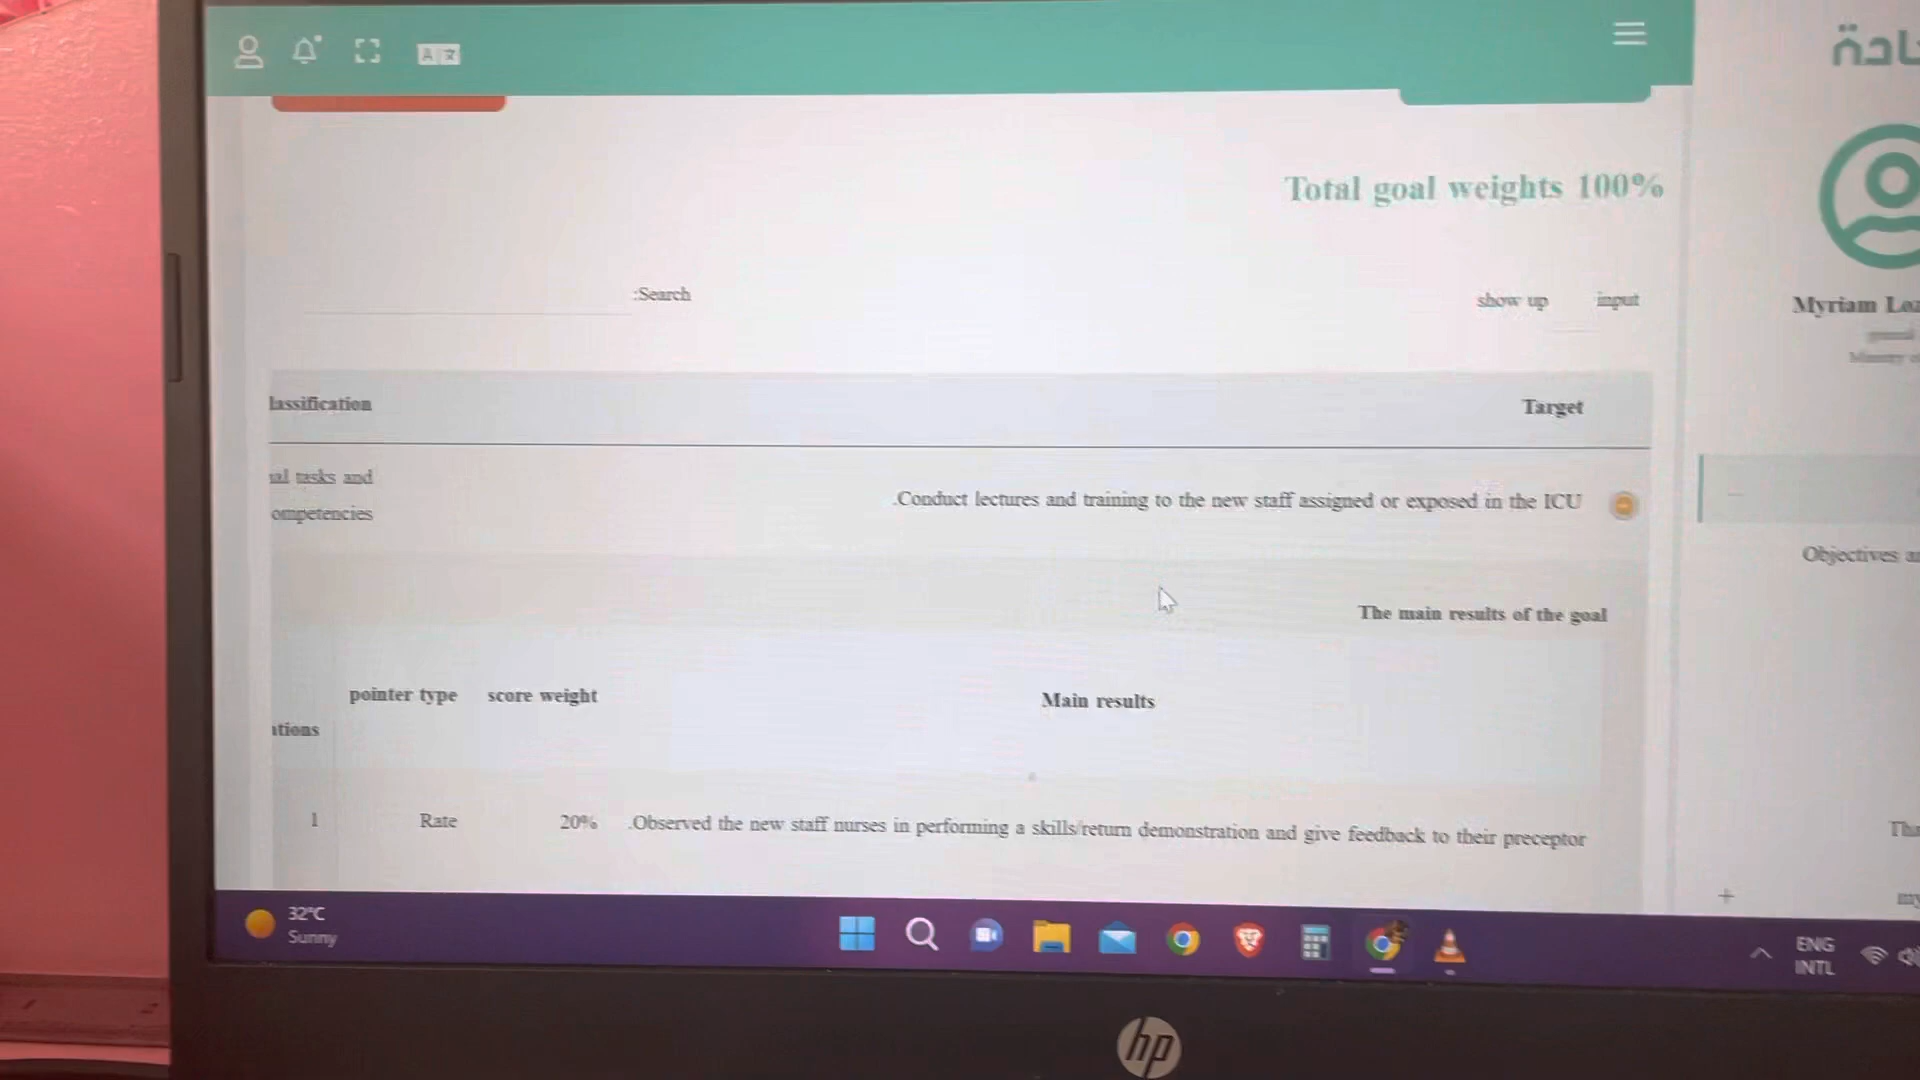 Total goal weights 100%
:Search
show up
input
lassification
Target
tasks and
ompetencies
.Conduct lectures and training to the new staff assigned or exposed in the ICU
The main results of the goal
pointer type
score weight
Main results
ations
1
Rate
20%
.Observed the new staff nurses in performing a skills/return demonstration and give feedback to their preceptor
Myriam
Objectives
32°C
Sunny
ENG
INTL
hp